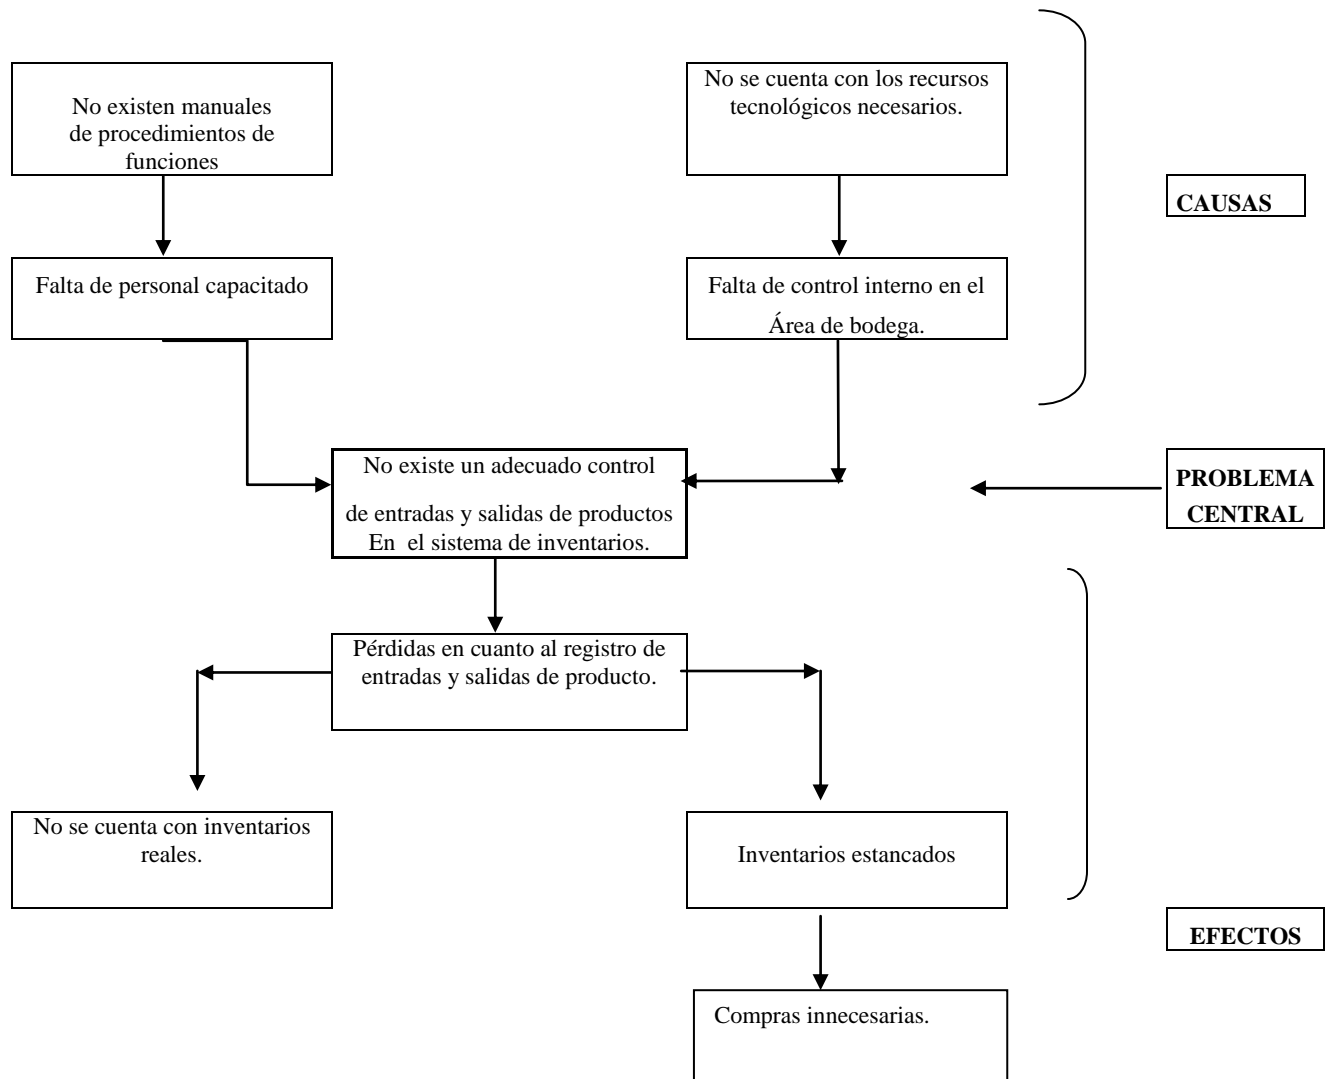 No existen manuales
de procedimientos de
funciones
No se cuenta con los recursos
tecnológicos necesarios.
CAUSAS
Falta de personal capacitado
Falta de control interno en el
Área de bodega.
No existe un adecuado control
de entradas y salidas de productos
En el sistema de inventarios.
PROBLEMA
CENTRAL
Pérdidas en cuanto al registro de
entradas y salidas de producto.
No se cuenta con inventarios
reales.
Inventarios estancados
EFECTOS
Compras innecesarias.